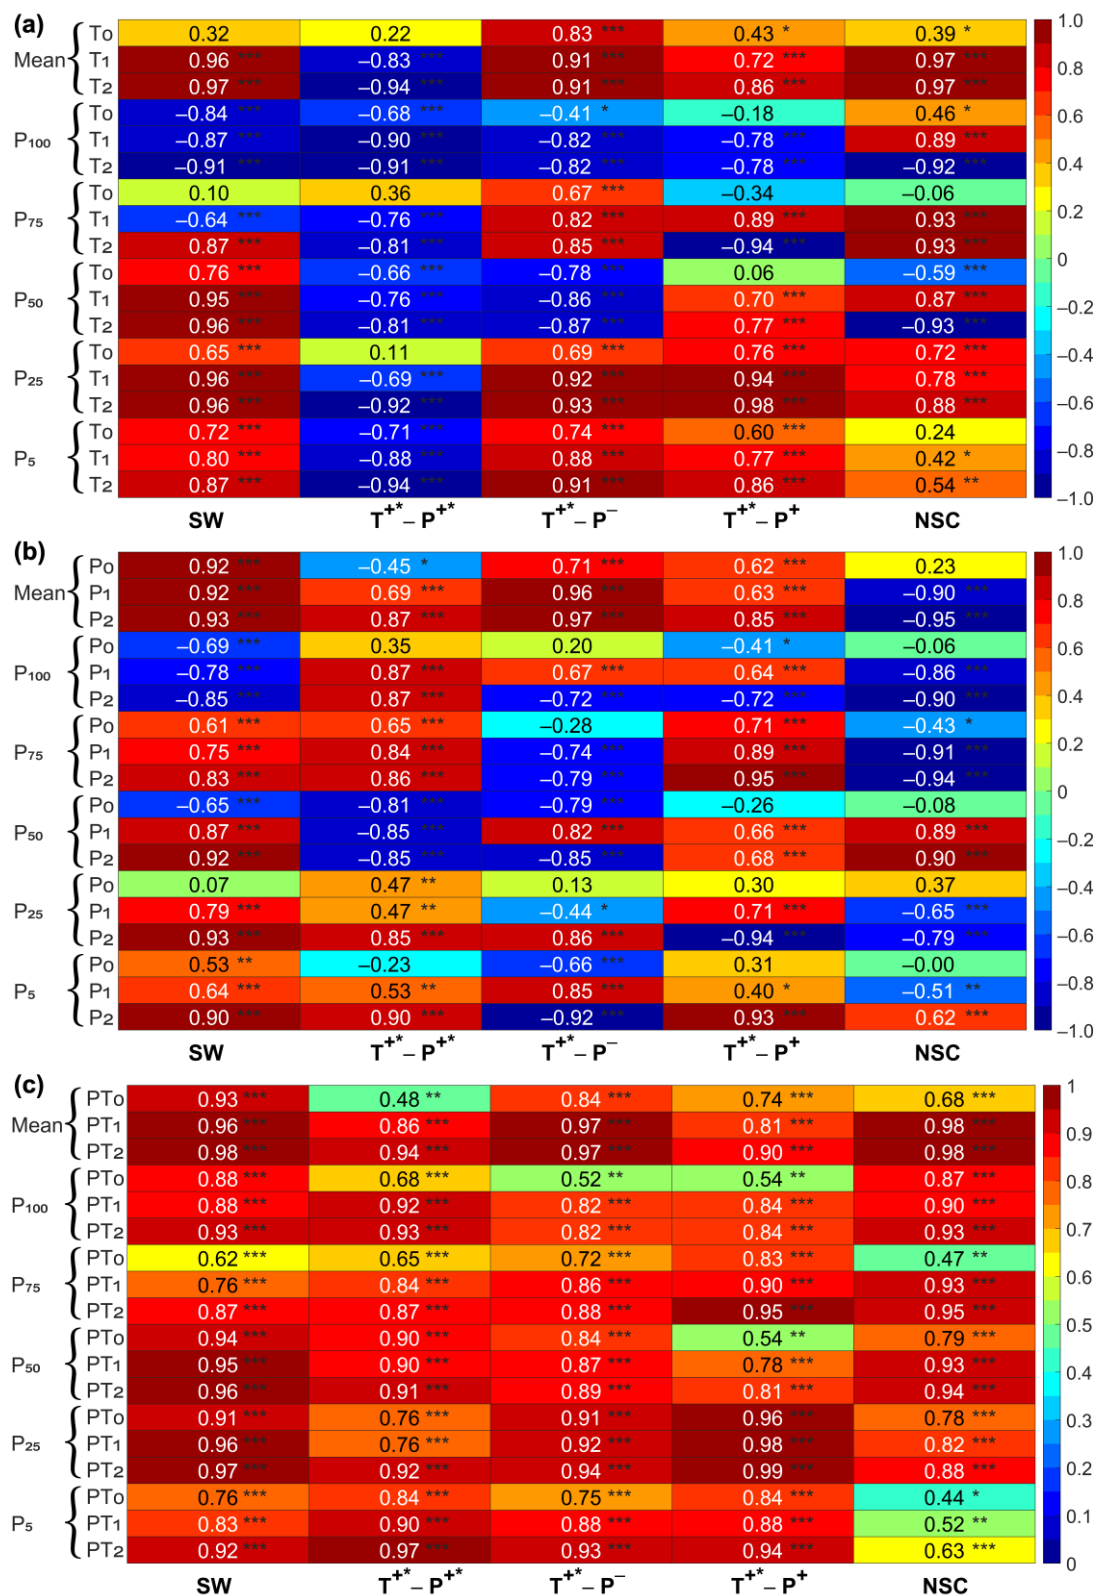 (a)
Mean
T0 0.32 0.22 0.83 *** 0.43 * 0.39 *
T1 0.96 *** −0.83 *** 0.91 *** 0.72 *** 0.97 ***
T2 0.97 *** −0.94 *** 0.91 *** 0.86 *** 0.97 ***
P100
T0 −0.84 *** −0.68 *** −0.41 * −0.18 0.46 *
T1 −0.87 *** −0.90 *** −0.82 *** −0.78 *** 0.89 ***
T2 −0.91 *** −0.91 *** −0.82 *** −0.78 *** −0.92 ***
P75
T0 0.10 0.36 0.67 *** −0.34 −0.06
T1 −0.64 *** −0.76 *** 0.82 *** 0.89 *** 0.93 ***
T2 0.87 *** −0.81 *** 0.85 *** −0.94 *** 0.93 ***
P50
T0 0.76 *** −0.66 *** −0.78 *** 0.06 −0.59 ***
T1 0.95 *** −0.76 *** −0.86 *** 0.70 *** 0.87 ***
T2 0.96 *** −0.81 *** −0.87 *** 0.77 *** −0.93 ***
P25
T0 0.65 *** 0.11 0.69 *** 0.76 *** 0.72 ***
T1 0.96 *** −0.69 *** 0.92 *** 0.94 *** 0.78 ***
T2 0.96 *** −0.92 *** 0.93 *** 0.98 *** 0.88 ***
P5
T0 0.72 *** −0.71 *** 0.74 *** 0.60 *** 0.24
T1 0.80 *** −0.88 *** 0.88 *** 0.77 *** 0.42 *
T2 0.87 *** −0.94 *** 0.91 *** 0.86 *** 0.54 **
SW T+*− P+* T+*− P− T+*− P+ NSC
1.0
0.8
0.6
0.4
0.2
0
−0.2
−0.4
−0.6
−0.8
−1.0
(b)
Mean
P0 0.92 *** −0.45 * 0.71 *** 0.62 *** 0.23
P1 0.92 *** 0.69 *** 0.96 *** 0.63 *** −0.90 ***
P2 0.93 *** 0.87 *** 0.97 *** 0.85 *** −0.95 ***
P100
P0 −0.69 *** 0.35 0.20 −0.41 * −0.06
P1 −0.78 *** 0.87 *** 0.67 *** 0.64 *** −0.86 ***
P2 −0.85 *** 0.87 *** −0.72 *** −0.72 *** −0.90 ***
P75
P0 0.61 *** 0.65 *** −0.28 0.71 *** −0.43 *
P1 0.75 *** 0.84 *** −0.74 *** 0.89 *** −0.91 ***
P2 0.83 *** 0.86 *** −0.79 *** 0.95 *** −0.94 ***
P50
P0 −0.65 *** −0.81 *** −0.79 *** −0.26 −0.08
P1 0.87 *** −0.85 *** 0.82 *** 0.66 *** 0.89 ***
P2 0.92 *** −0.85 *** −0.85 *** 0.68 *** 0.90 ***
P25
P0 0.07 0.47 ** 0.13 0.30 0.37
P1 0.79 *** 0.47 ** −0.44 * 0.71 *** −0.65 ***
P2 0.93 *** 0.85 *** 0.86 *** −0.94 *** −0.79 ***
P5
P0 0.53 ** −0.23 −0.66 *** 0.31 −0.00
P1 0.64 *** 0.53 ** 0.85 *** 0.40 * −0.51 **
P2 0.90 *** 0.90 *** −0.92 *** 0.93 *** 0.62 ***
SW T+*− P+* T+*− P− T+*− P+ NSC
1.0
0.8
0.6
0.4
0.2
0
−0.2
−0.4
−0.6
−0.8
−1.0
(c)
Mean
PT0 0.93 *** 0.48 ** 0.84 *** 0.74 *** 0.68 ***
PT1 0.96 *** 0.86 *** 0.97 *** 0.81 *** 0.98 ***
PT2 0.98 *** 0.94 *** 0.97 *** 0.90 *** 0.98 ***
P100
PT0 0.88 *** 0.68 *** 0.52 ** 0.54 ** 0.87 ***
PT1 0.88 *** 0.92 *** 0.82 *** 0.84 *** 0.90 ***
PT2 0.93 *** 0.93 *** 0.82 *** 0.84 *** 0.93 ***
P75
PT0 0.62 *** 0.65 *** 0.72 *** 0.83 *** 0.47 **
PT1 0.76 *** 0.84 *** 0.86 *** 0.90 *** 0.93 ***
PT2 0.87 *** 0.87 *** 0.88 *** 0.95 *** 0.95 ***
P50
PT0 0.94 *** 0.90 *** 0.84 *** 0.54 ** 0.79 ***
PT1 0.95 *** 0.90 *** 0.87 *** 0.78 *** 0.93 ***
PT2 0.96 *** 0.91 *** 0.89 *** 0.81 *** 0.94 ***
P25
PT0 0.91 *** 0.76 *** 0.91 *** 0.96 *** 0.78 ***
PT1 0.96 *** 0.76 *** 0.92 *** 0.98 *** 0.82 ***
PT2 0.97 *** 0.92 *** 0.94 *** 0.99 *** 0.88 ***
P5
PT0 0.76 *** 0.84 *** 0.75 *** 0.84 *** 0.44 *
PT1 0.83 *** 0.90 *** 0.88 *** 0.88 *** 0.52 **
PT2 0.92 *** 0.97 *** 0.93 *** 0.94 *** 0.63 ***
SW T+*− P+* T+*− P− T+*− P+ NSC
1
0.9
0.8
0.7
0.6
0.5
0.4
0.3
0.2
0.1
0